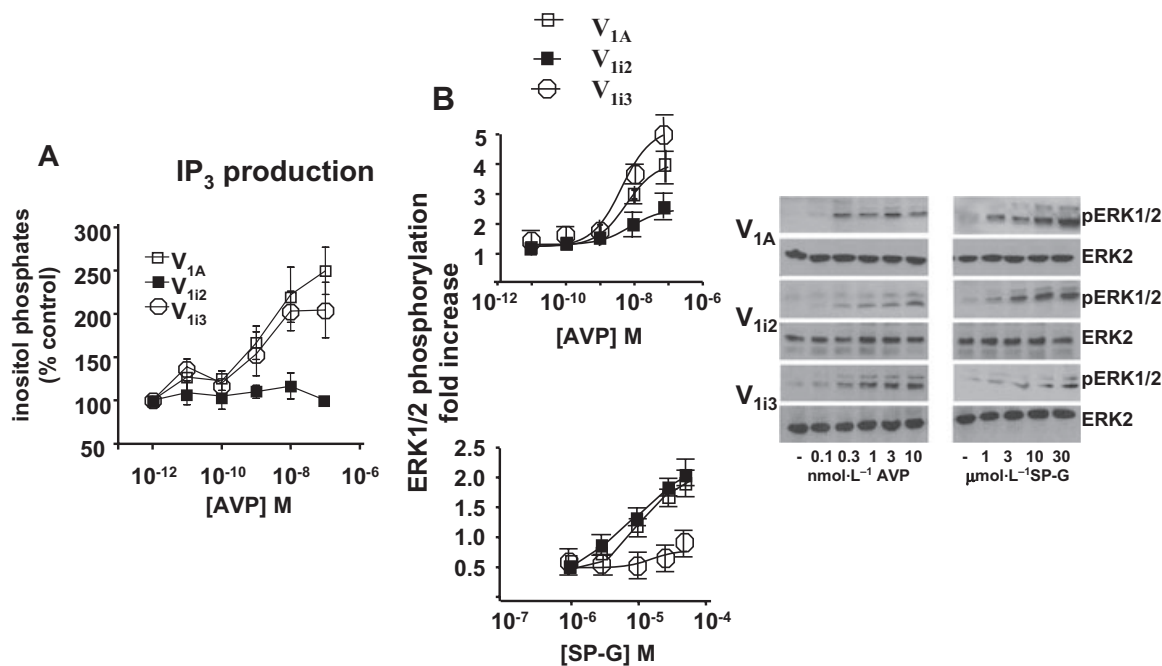 V1A
V1i2
V1i3
A
IP3 production
inositol phosphates
(% control)
300
250
200
150
100
50
V1A
V1i2
V1i3
10-12
10-10
10-8
10-6
[AVP] M
B
ERK1/2 phosphorylation
fold increase
5
4
3
2
1
10-12
10-10
10-8
10-6
[AVP] M
2.5
2.0
1.5
1.0
0.5
10-7
10-6
10-5
10-4
[SP-G] M
V1A
pERK1/2
ERK2
V1i2
pERK1/2
ERK2
V1i3
pERK1/2
ERK2
- 0.1 0.3 1 3 10
nmol·L−1 AVP
- 1 3 10 30
μmol·L−1SP-G